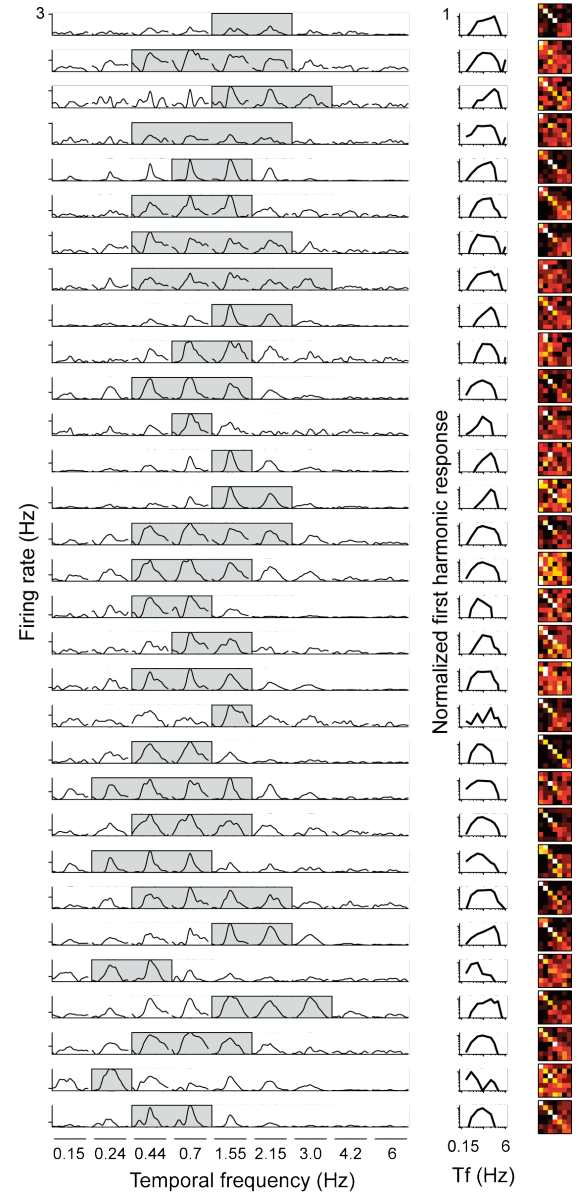 3
1
Firing rate (Hz)
Normalized first harmonic response
0.15 0.24 0.44 0.7 1.55 2.15 3.0 4.2 6
Temporal frequency (Hz)
0.15 6
Tf (Hz)